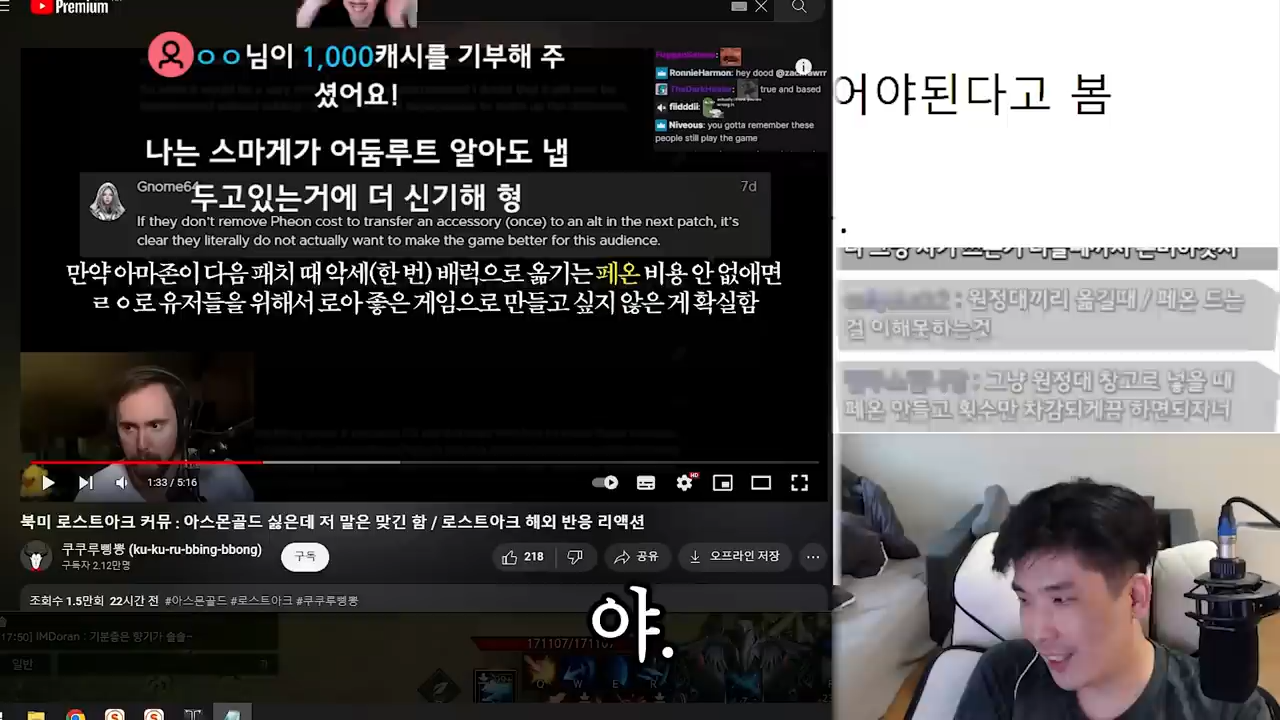 Premium
ㅇㅇ님이 1,000캐시를 기부해 주
셨어요!
나는 스마게가 어둠루트 알아도 냅
두고있는거에 더 신기해 형
RonnieHarmon: hey dood @zackrawrr
TheDarkHealer: true and based
fiidddii:
Niveous: you gotta remember these
people still play the game
Gnome64
7d
If they don't remove Pheon cost to transfer an accessory (once) to an alt in the next patch, it's
clear they literally do not actually want to make the game better for this audience.
만약 아마존이 다음 패치 때 악세(한 번) 배럭으로 옮기는 페온 비용 안 없애면
ㄹㅇ로 유저들을 위해서 로아 좋은 게임으로 만들고 싶지 않은 게 확실함
1:33 / 5:16
북미 로스트아크 커뮤 : 아스몬골드 싫은데 저 말은 맞긴 함 / 로스트아크 해외 반응 리액션
쿠쿠루삥뽕 (ku-ku-ru-bbing-bbong)
구독자 2.12만명
구독
218
공유
오프라인 저장
조회수 1.5만회 22시간 전 #아스몬골드 #로스트아크 #쿠쿠루삥뽕
[17:50] IMDoran : 기분좋은 향기가 솔솔~
일반
171107/171107
Q W E R
야.
어야된다고 봄
.
: 원정대끼리 옮길때 / 페온 드는
걸 이해못하는것
: 그냥 원정대 창고로 넣을 때
페온 안들고 횟수만 차감되게끔 하면되자너